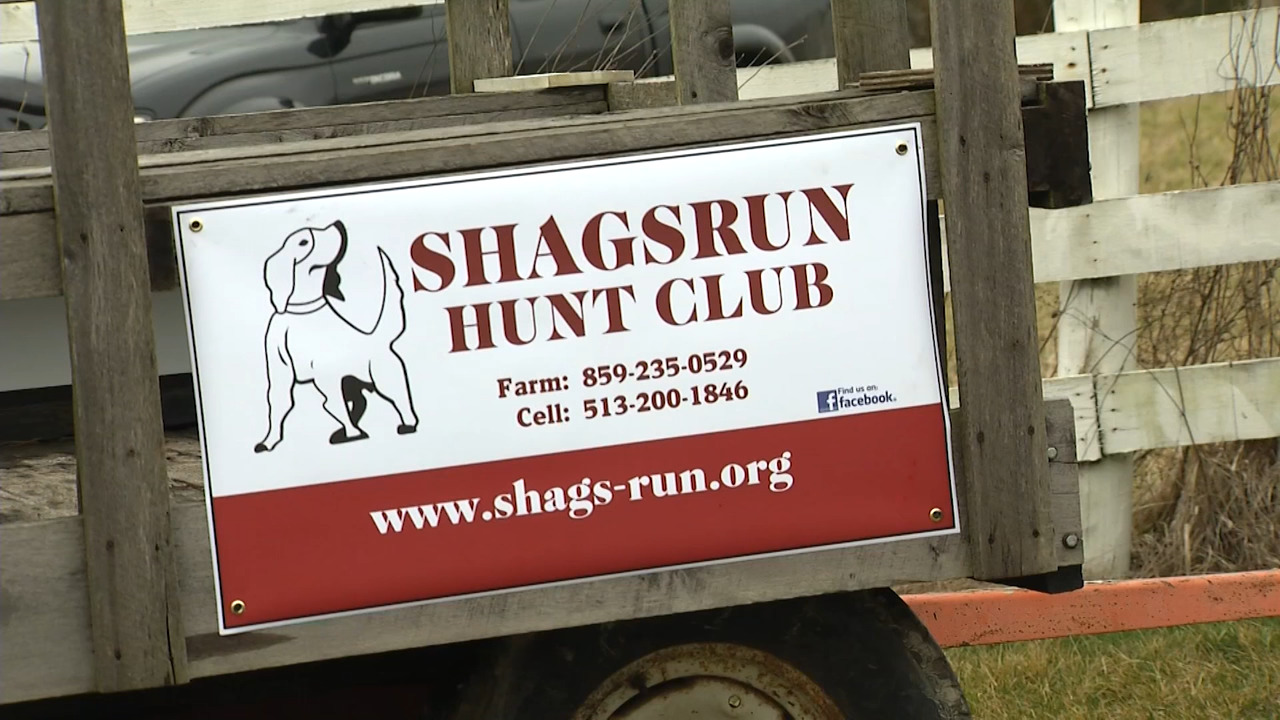 SHAGSRUN
HUNT CLUB
Farm: 859-235-0529
Cell: 513-200-1846
Find us on:
facebook.
www.shags-run.org